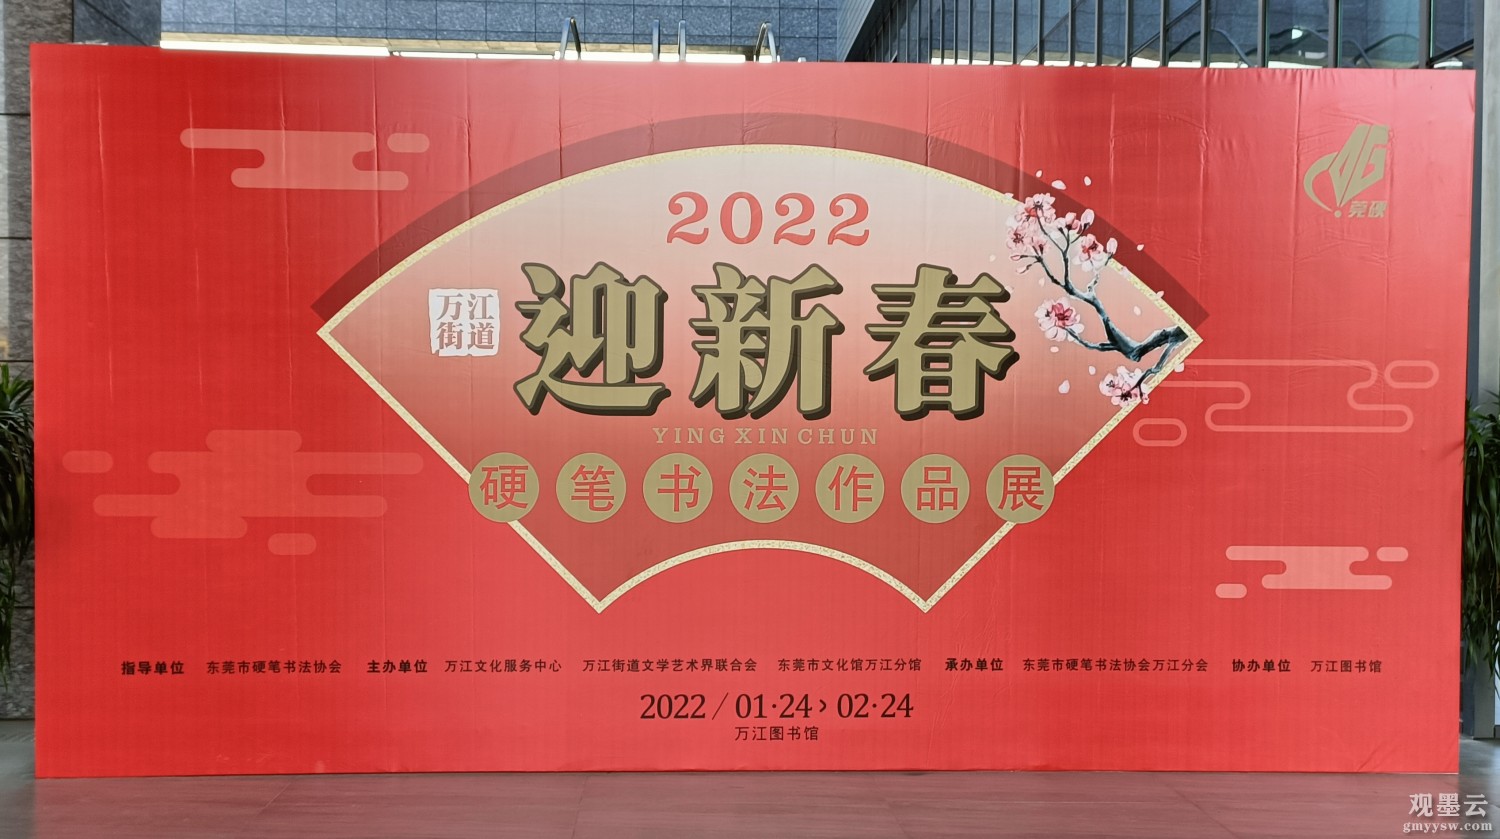 2022
万江
街道
迎新春
YING XIN CHUN
硬笔书法作品展
莞硬
指导单位 东莞市硬笔书法协会 主办单位 万江文化服务中心 万江街道文学艺术界联合会 东莞市文化馆万江分馆 承办单位 东莞市硬笔书法协会万江分会 协办单位 万江图书馆
2022 / 01·24 › 02·24
万江图书馆
观墨云
gmyysw.com